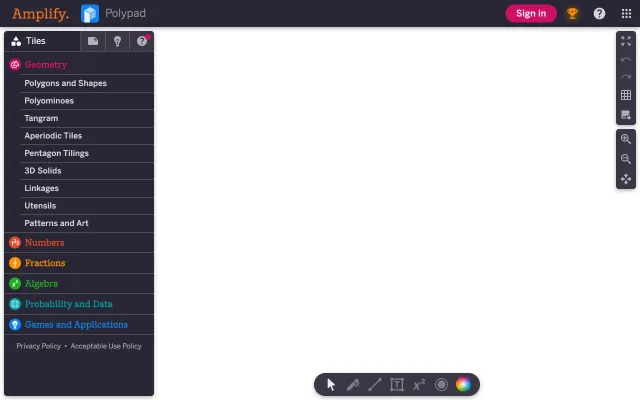 Amplify. Polypad Sign in
Tiles
Geometry
Polygons and Shapes
Polyominoes
Tangram
Aperiodic Tiles
Pentagon Tilings
3D Solids
Linkages
Utensils
Patterns and Art
Numbers
Fractions
Algebra
Probability and Data
Games and Applications
Privacy Policy • Acceptable Use Policy
T x²